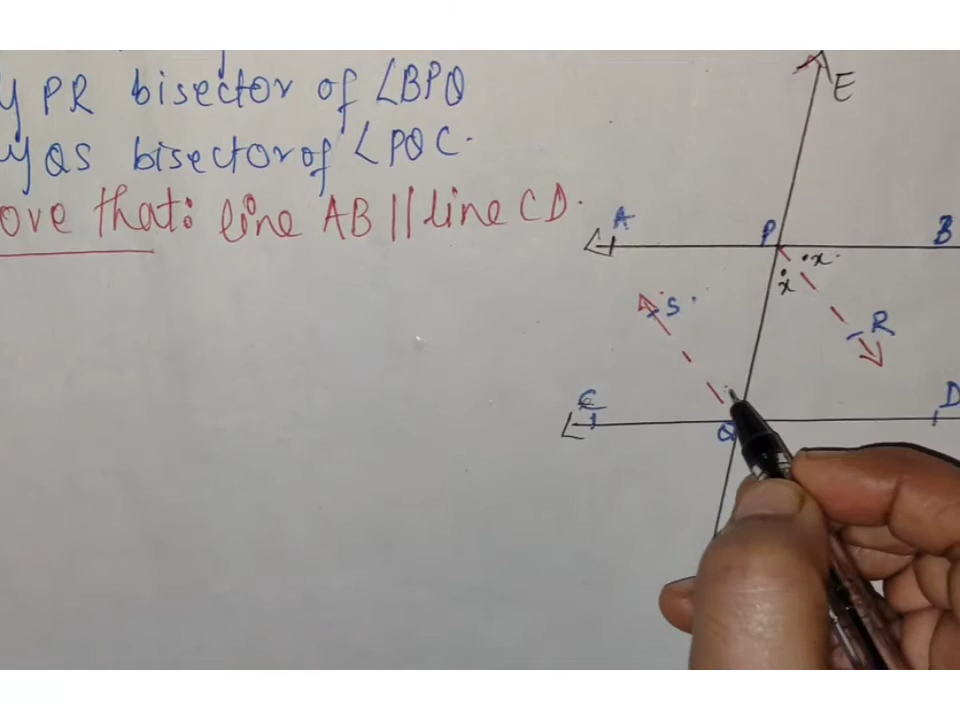 y PR bisector of ∠BPQ
y QS bisector of ∠PQC.
ove that: line AB || line CD.
E
A P B
x x
S R
C Q D